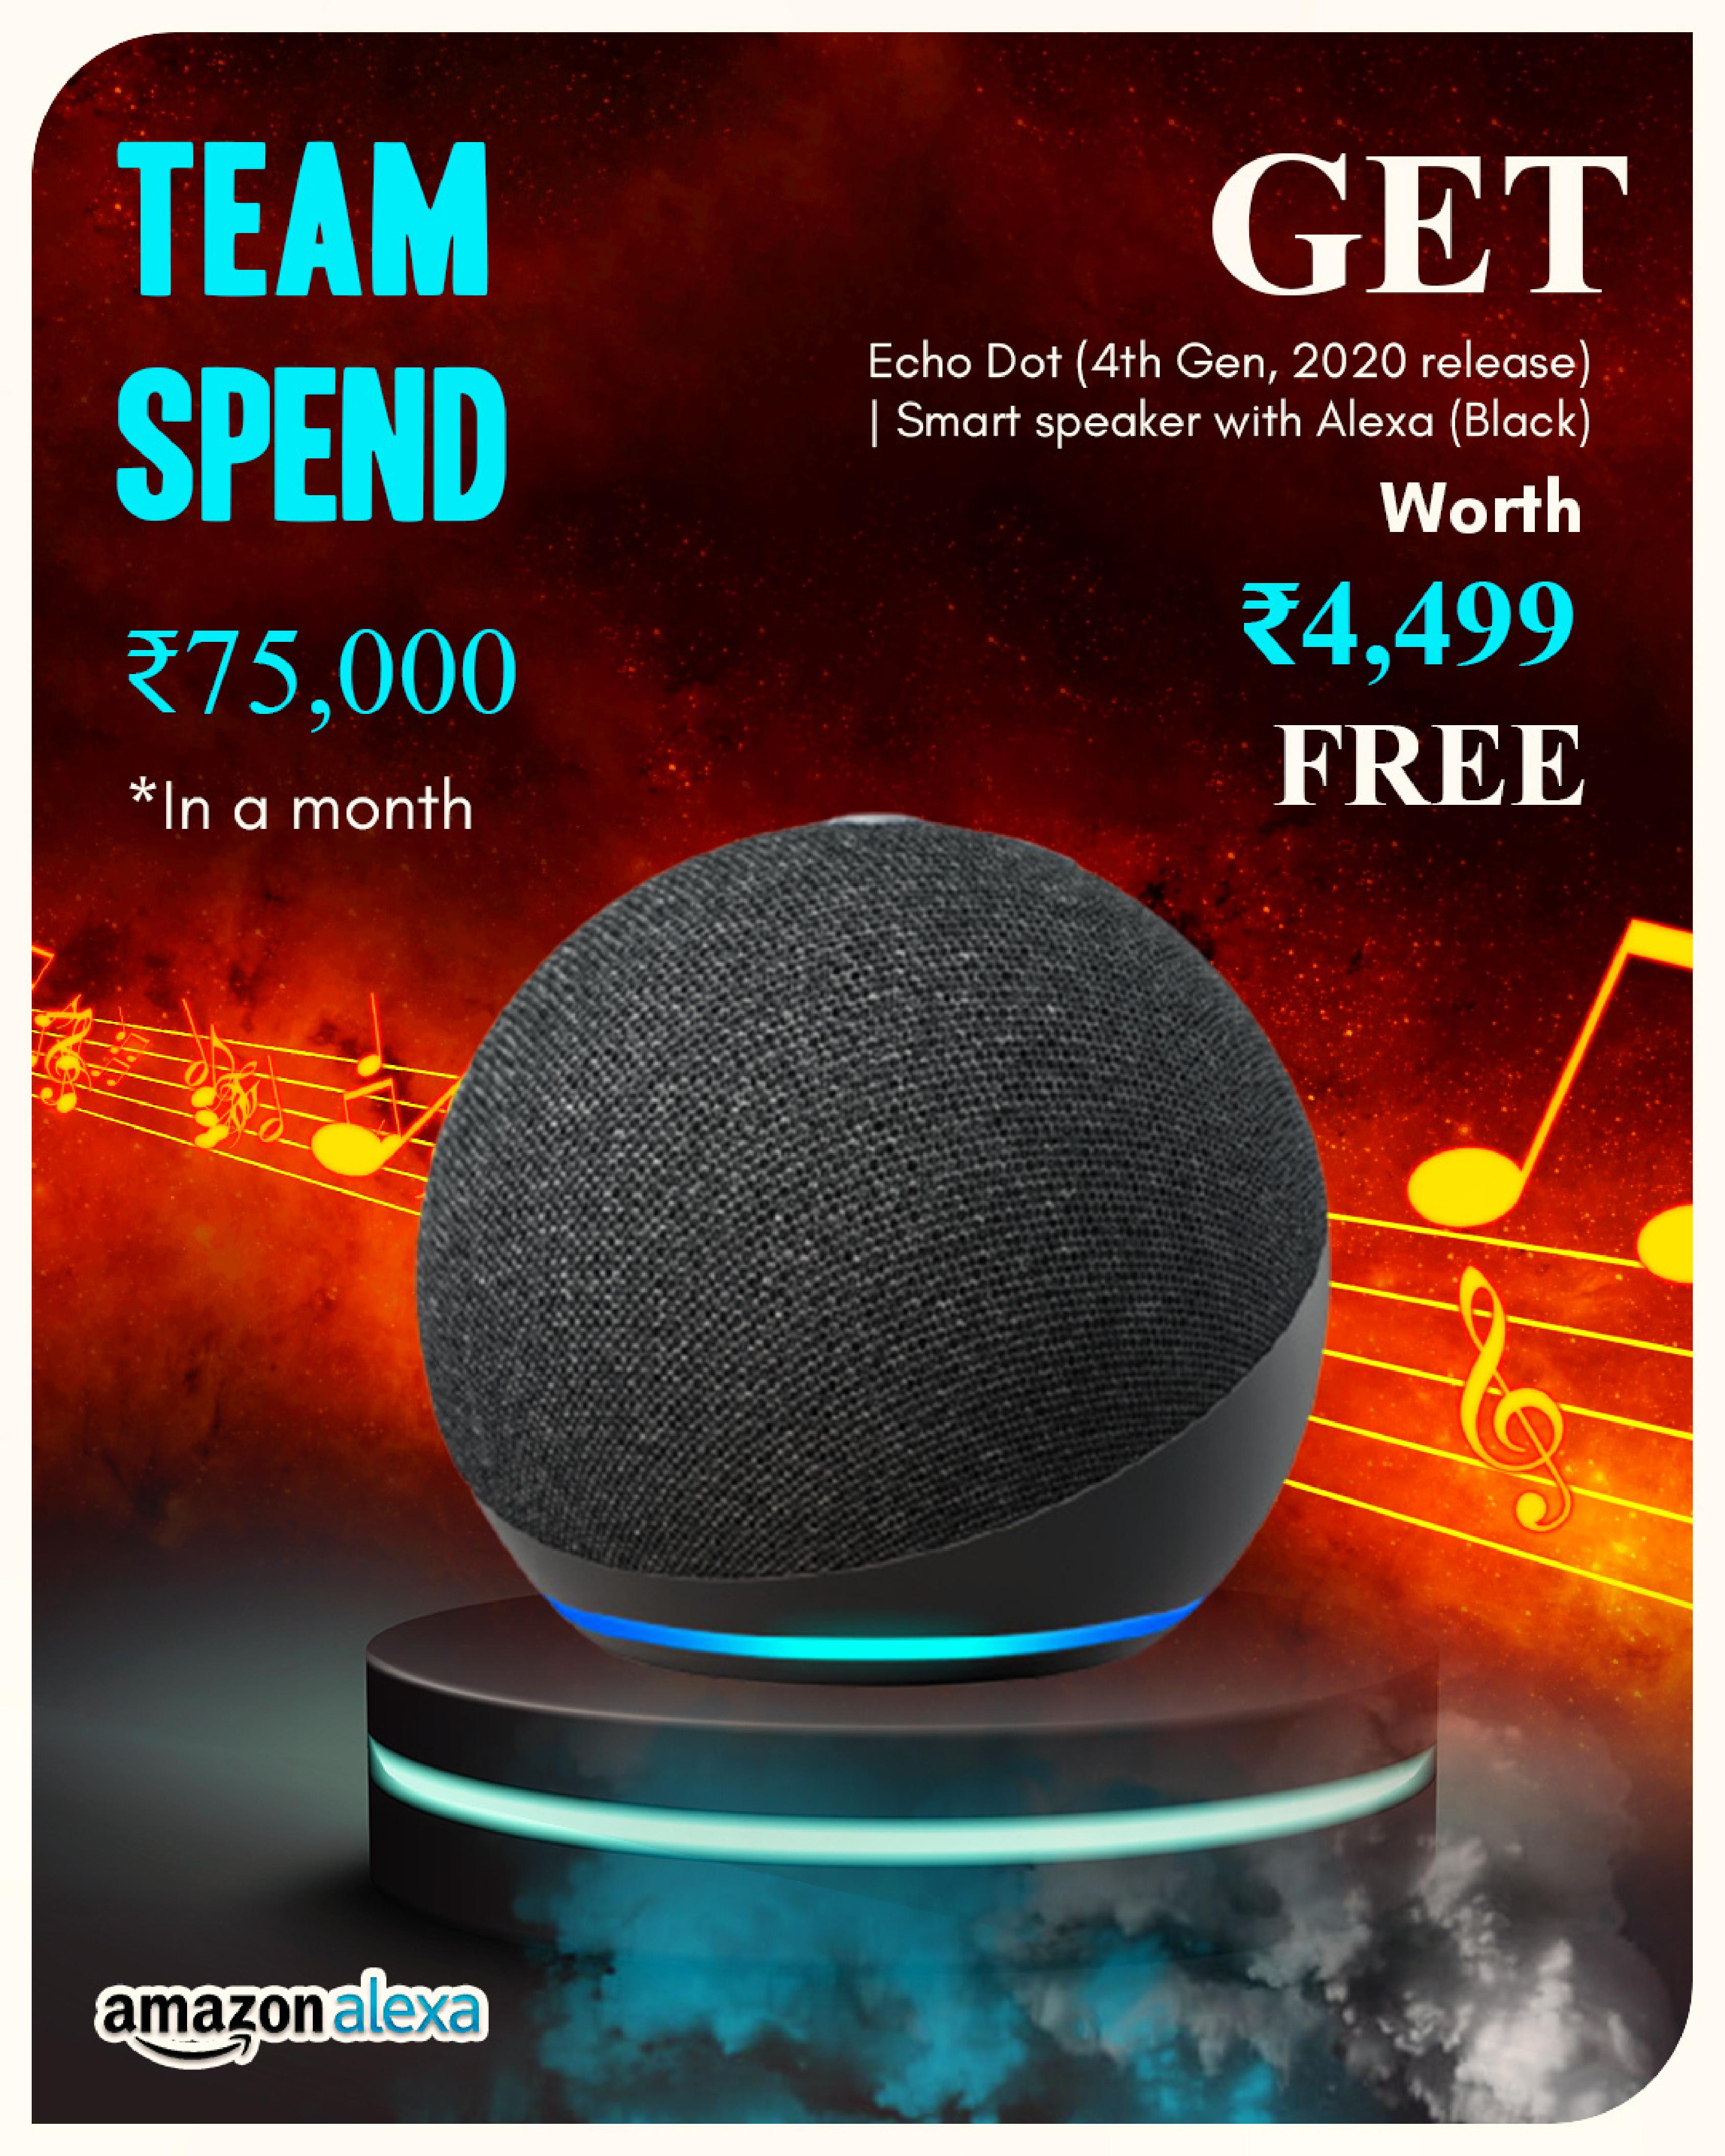 TEAM
SPEND
₹75,000
*In a month
GET
Echo Dot (4th Gen, 2020 release)
| Smart speaker with Alexa (Black)
Worth
₹4,499
FREE
amazon alexa